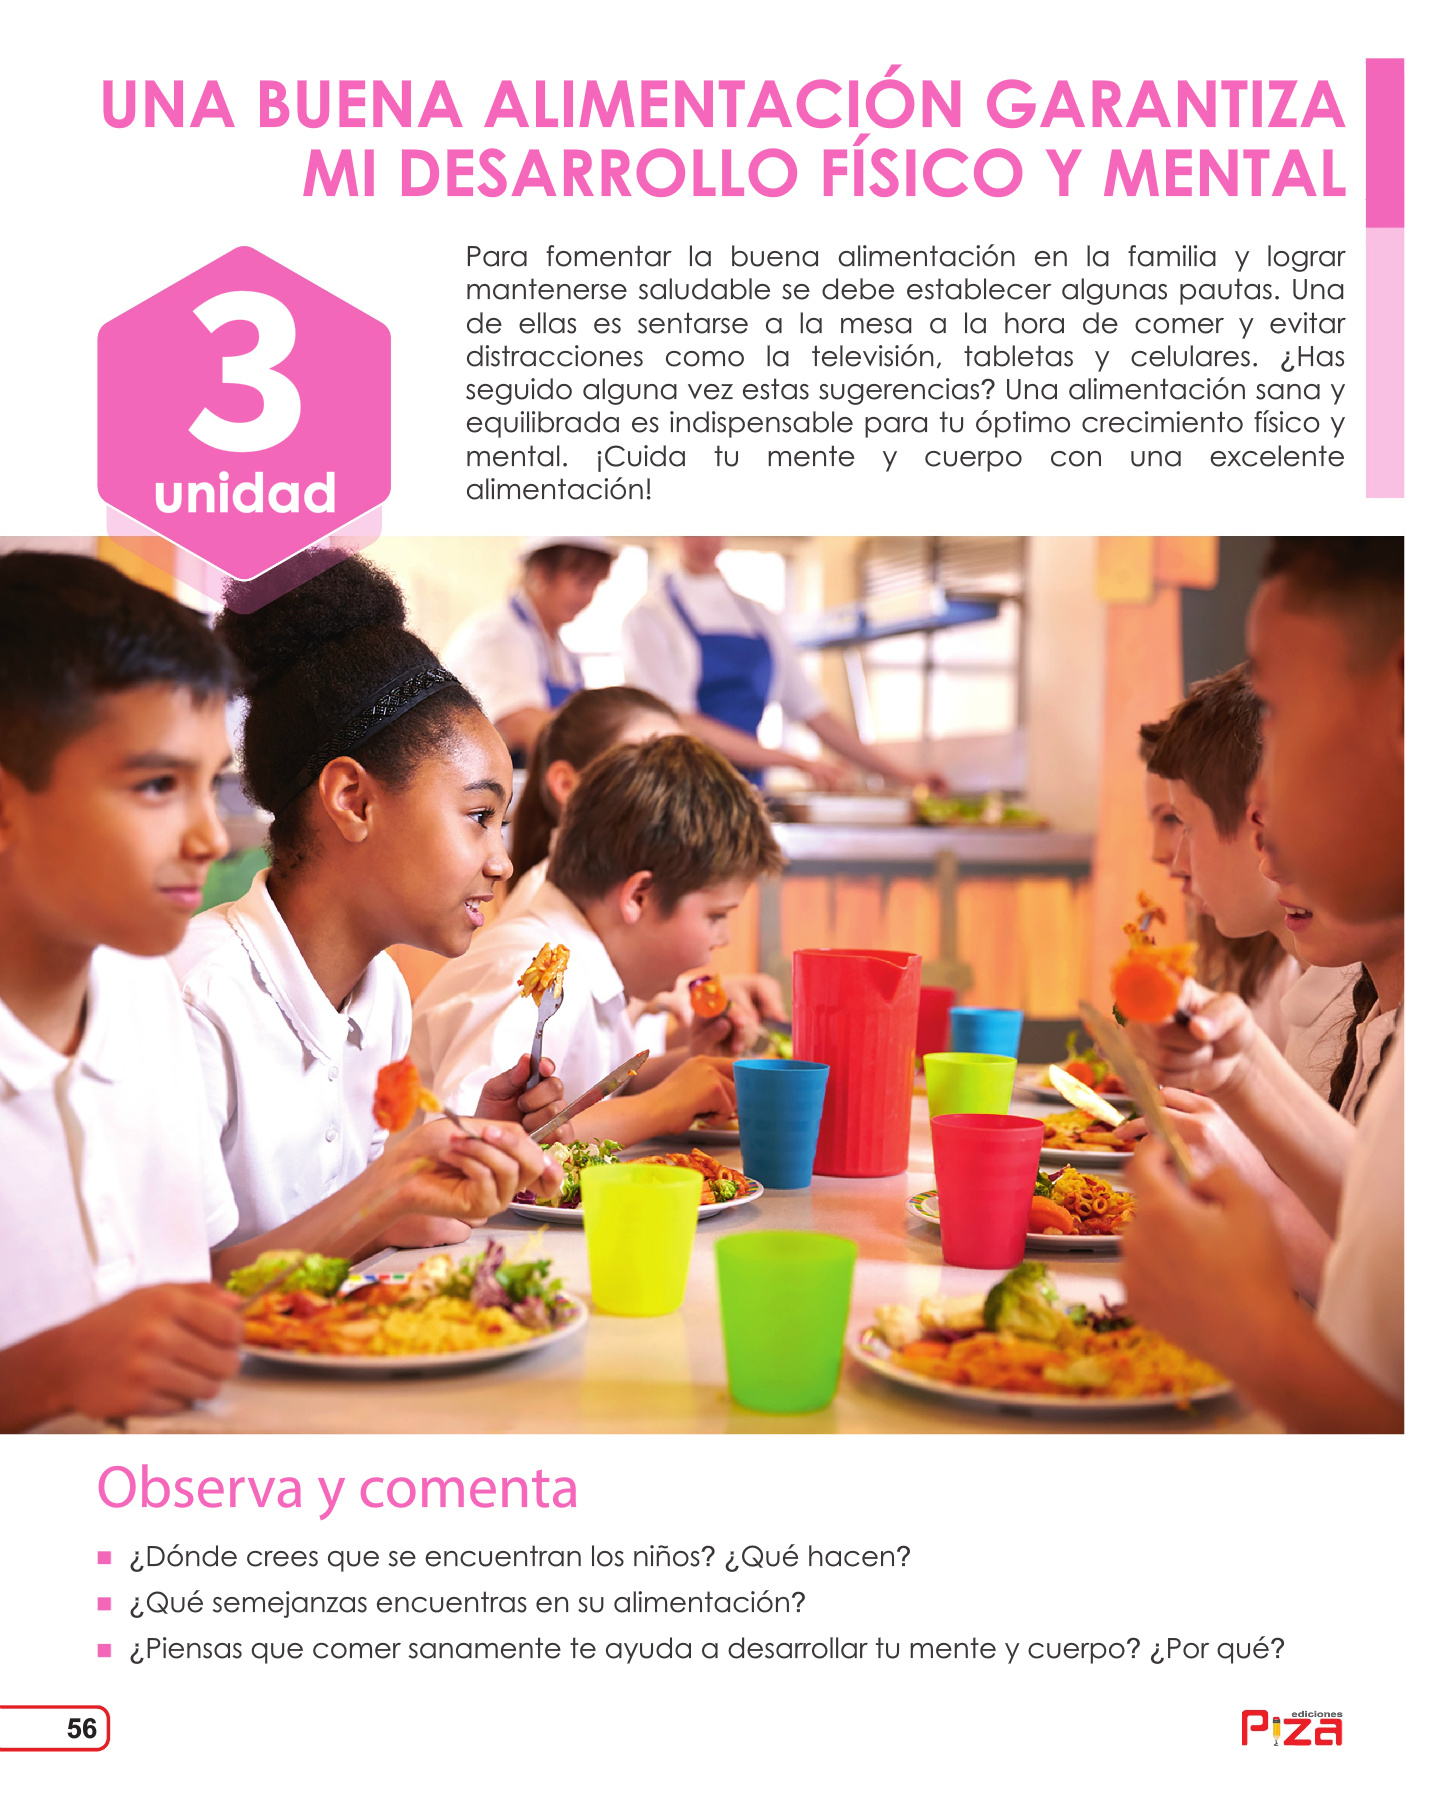 UNA BUENA ALIMENTACIÓN GARANTIZA
MI DESARROLLO FÍSICO Y MENTAL
3
unidad
Para fomentar la buena alimentación en la familia y lograr
mantenerse saludable se debe establecer algunas pautas. Una
de ellas es sentarse a la mesa a la hora de comer y evitar
distracciones como la televisión, tabletas y celulares. ¿Has
seguido alguna vez estas sugerencias? Una alimentación sana y
equilibrada es indispensable para tu óptimo crecimiento físico y
mental. ¡Cuida tu mente y cuerpo con una excelente
alimentación!
Observa y comenta
¿Dónde crees que se encuentran los niños? ¿Qué hacen?
¿Qué semejanzas encuentras en su alimentación?
¿Piensas que comer sanamente te ayuda a desarrollar tu mente y cuerpo? ¿Por qué?
56
ediciones
Piza